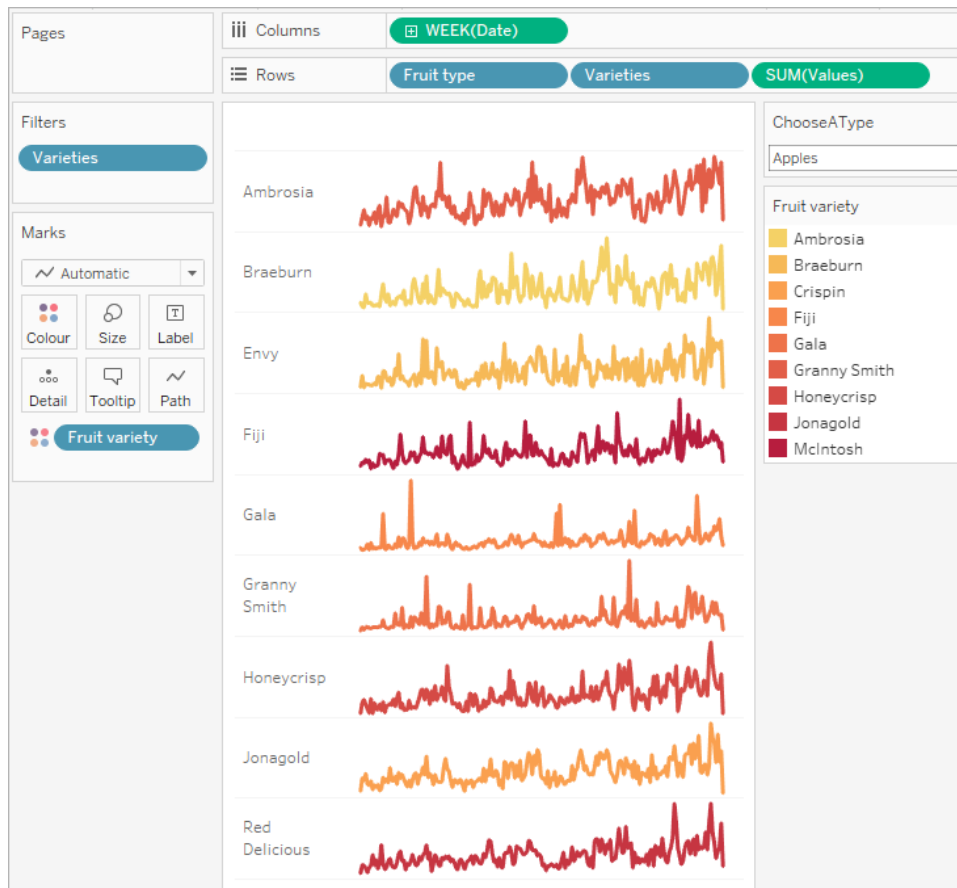 Pages
Columns
WEEK(Date)
Rows
Fruit type
Varieties
SUM(Values)
Filters
Varieties
Marks
Automatic
Colour
Size
T
Label
Detail
Tooltip
Path
Fruit variety
Ambrosia
Braeburn
Envy
Fiji
Gala
Granny
Smith
Honeycrisp
Jonagold
Red
Delicious
ChooseAType
Apples
Fruit variety
Ambrosia
Braeburn
Crispin
Fiji
Gala
Granny Smith
Honeycrisp
Jonagold
McIntosh